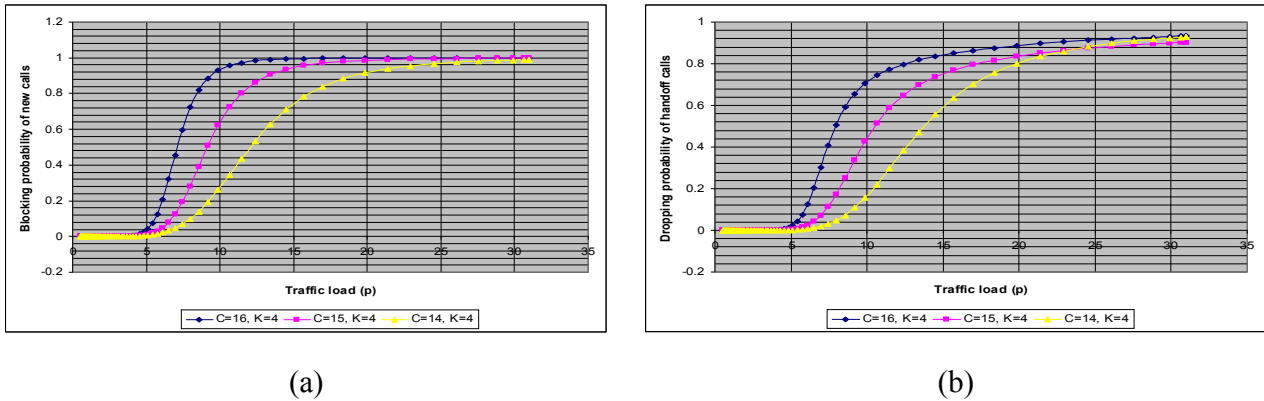 Blocking probability of new calls
1.2
1
0.8
0.6
0.4
0.2
0
-0.2
0 5 10 15 20 25 30 35
Traffic load (p)
C=16, K=4 C=15, K=4 C=14, K=4
(a)
Dropping probability of handoff calls
1
0.8
0.6
0.4
0.2
0
-0.2
0 5 10 15 20 25 30 35
Traffic load (p)
C=16, K=4 C=15, K=4 C=14, K=4
(b)